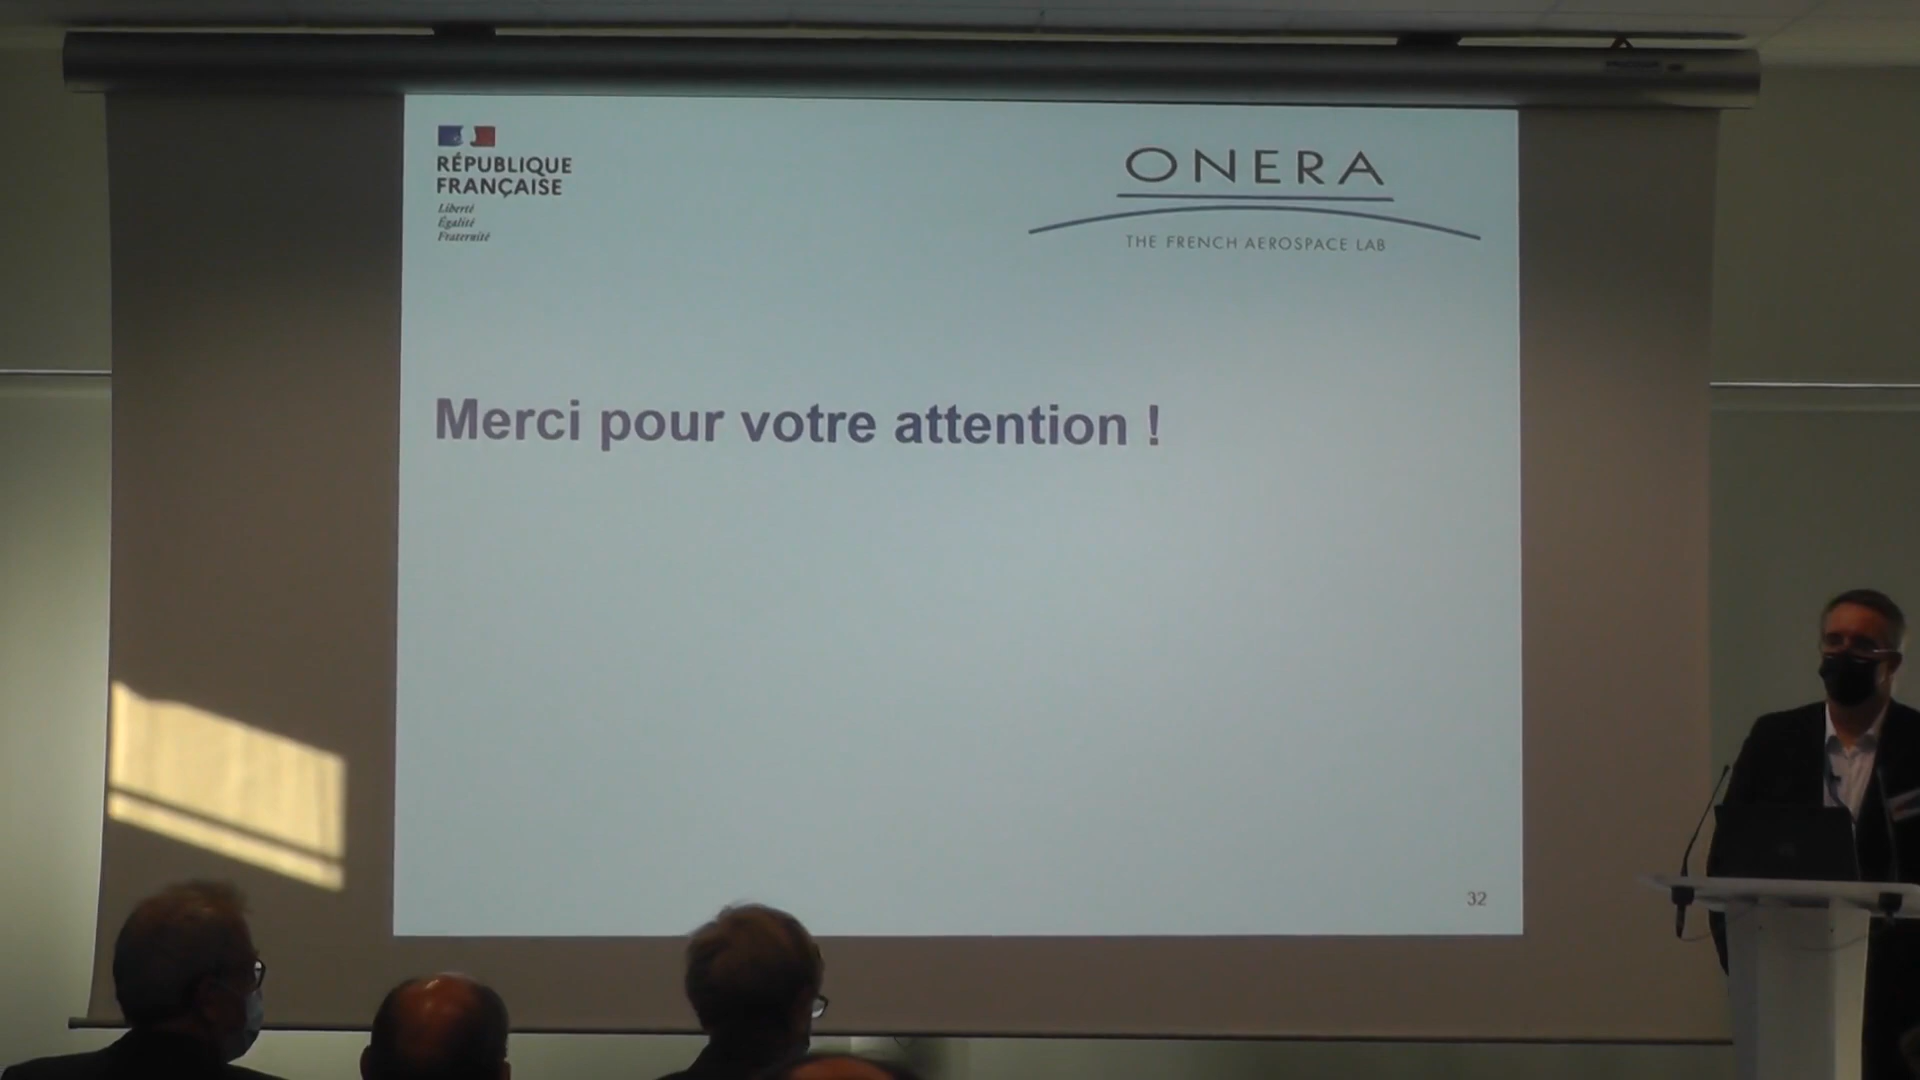 RÉPUBLIQUE
FRANÇAISE
Liberté
Égalité
Fraternité
ONERA
THE FRENCH AEROSPACE LAB
Merci pour votre attention !
32